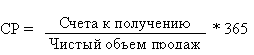 СР = Счета к получению * 365
Чистый объем продаж